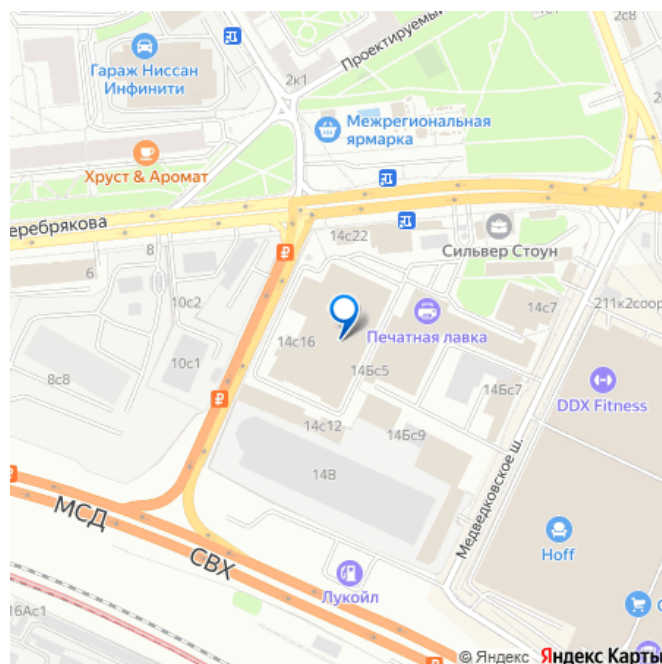 2с8
Проектируемый
Гараж Ниссан
Инфинити
2к1
Межрегиональная
ярмарка
Хруст & Аромат
еребрякова
14с22
8
Сильвер Стоун
6
10с2
14с7
211к2соор
14с16
Печатная лавка
10с1
14Бс5
8с8
14Бс7
DDX Fitness
14с12
14Бс9
14В
Медведковское ш.
МСД
СВХ
Hoff
Лукойл
16Ас1
© Яндекс Яндекс Карты